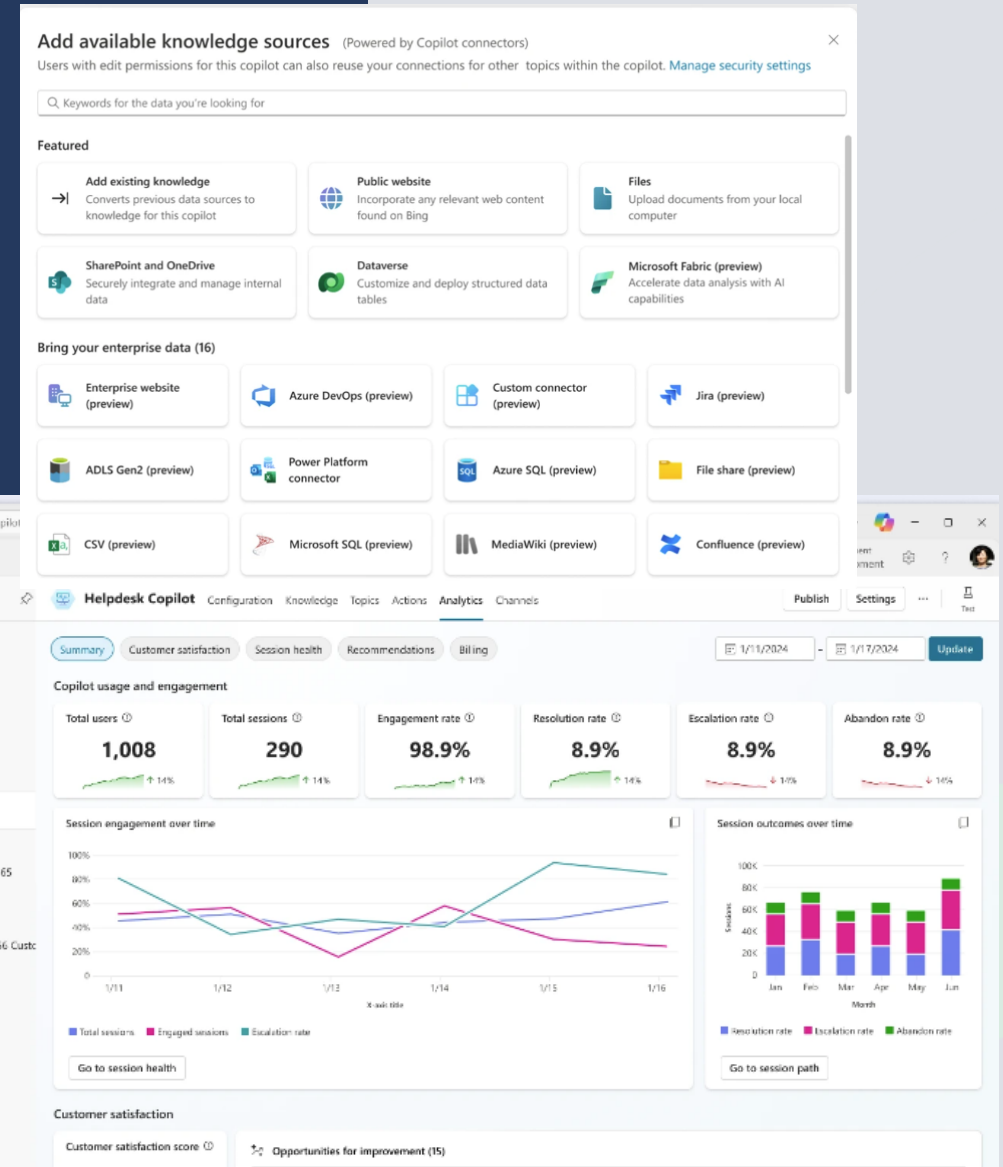 Add available knowledge sources (Powered by Copilot connectors)
Users with edit permissions for this copilot can also reuse your connections for other topics within the copilot. Manage security settings
Keywords for the data you're looking for
Featured
Add existing knowledge
Converts previous data sources to
knowledge for this copilot
Public website
Incorporate any relevant web content
found on Bing
Files
Upload documents from your local
computer
SharePoint and OneDrive
Securely integrate and manage internal
data
Dataverse
Customize and deploy structured data
tables
Microsoft Fabric (preview)
Accelerate data analysis with AI
capabilities
Bring your enterprise data (16)
Enterprise website
(preview)
Azure DevOps (preview)
Custom connector
(preview)
Jira (preview)
ADLS Gen2 (preview)
Power Platform
connector
Azure SQL (preview)
File share (preview)
CSV (preview)
Microsoft SQL (preview)
MediaWiki (preview)
Confluence (preview)
Helpdesk Copilot Configuration Knowledge Topics Actions Analytics Channels
Publish Settings ... Test
Summary Customer satisfaction Session health Recommendations Billing
1/11/2024 - 1/17/2024 Update
Copilot usage and engagement
Total users
1,008
14%
Total sessions
290
14%
Engagement rate
98.9%
14%
Resolution rate
8.9%
14%
Escalation rate
8.9%
14%
Abandon rate
8.9%
14%
Session engagement over time
100%
80%
60%
40%
20%
0
1/11 1/12 1/13 1/14 1/15 1/16
X-axis title
Total sessions Engaged sessions Escalation rate
Go to session health
Session outcomes over time
100K
80K
60K
40K
20K
0
Sessions
Jan Feb Mar Apr May Jun
Month
Resolution rate Escalation rate Abandon rate
Go to session path
65
Customer satisfaction
Customer satisfaction score
Opportunities for improvement (15)